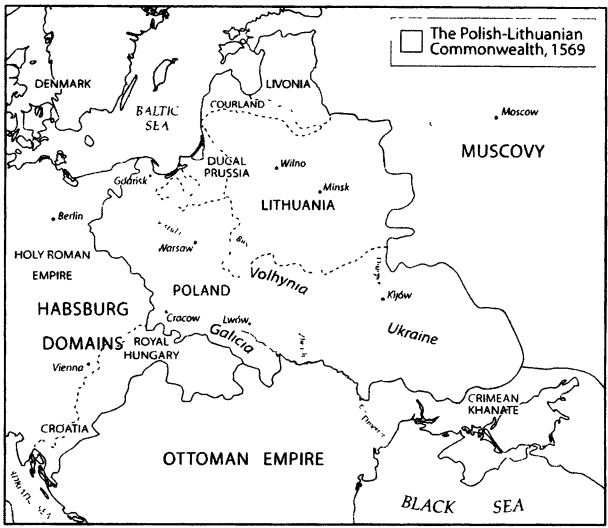 The Polish-Lithuanian
Commonwealth, 1569
DENMARK
BALTIC
SEA
LIVONIA
COURLAND
Moscow
MUSCOVY
DUGAL
PRUSSIA
Wilno
Minsk
LITHUANIA
Gdańsk
Berlin
Warsaw
HOLY ROMAN
EMPIRE
Volhynia
POLAND
Kijów
HABSBURG
DOMAINS
Cracow
Lwów
Galicia
Ukraine
ROYAL
HUNGARY
Vienna
CRIMEAN
KHANATE
CROATIA
OTTOMAN EMPIRE
BLACK SEA